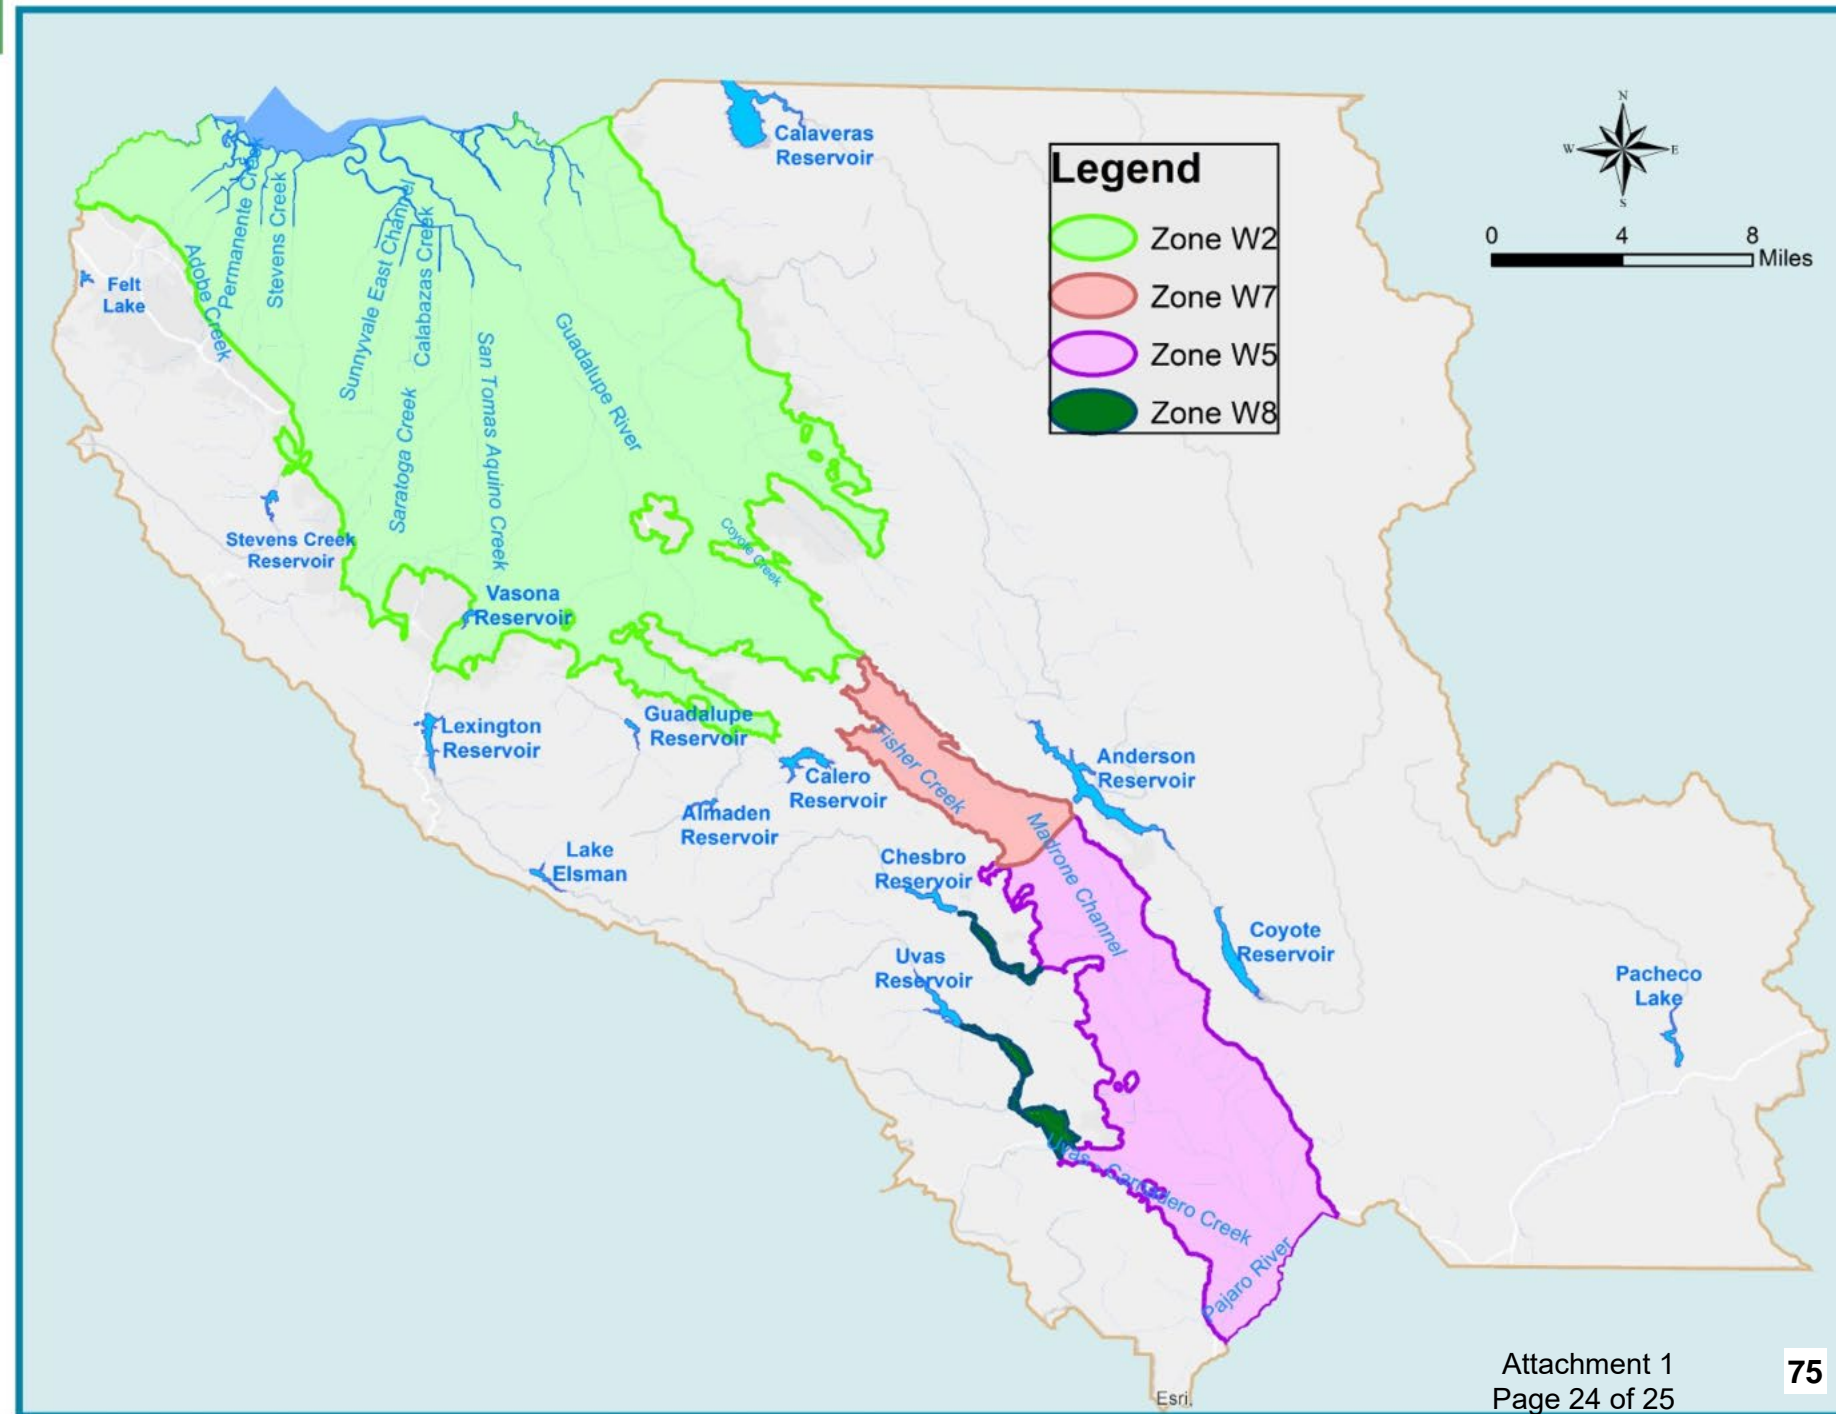 Calaveras
Reservoir
Legend
Zone W2
Zone W7
Zone W5
Zone W8
N
W
E
S
0
4
8
Miles
Felt
Lake
Adobe Creek
Permanente Creek
Stevens Creek
Sunnyvale East Channel
Calabazas Creek
Saratoga Creek
San Tomas Aquino Creek
Guadalupe River
Coyote Creek
Stevens Creek
Reservoir
Vasona
Reservoir
Lexington
Reservoir
Guadalupe
Reservoir
Calero
Reservoir
Almaden
Reservoir
Lake
Elsman
Fisher Creek
Anderson
Reservoir
Madrone Channel
Chesbro
Reservoir
Uvas
Reservoir
Coyote
Reservoir
Pacheco
Lake
Uvas - Carnadero Creek
Pajaro River
Esri,
Attachment 1
Page 24 of 25
75